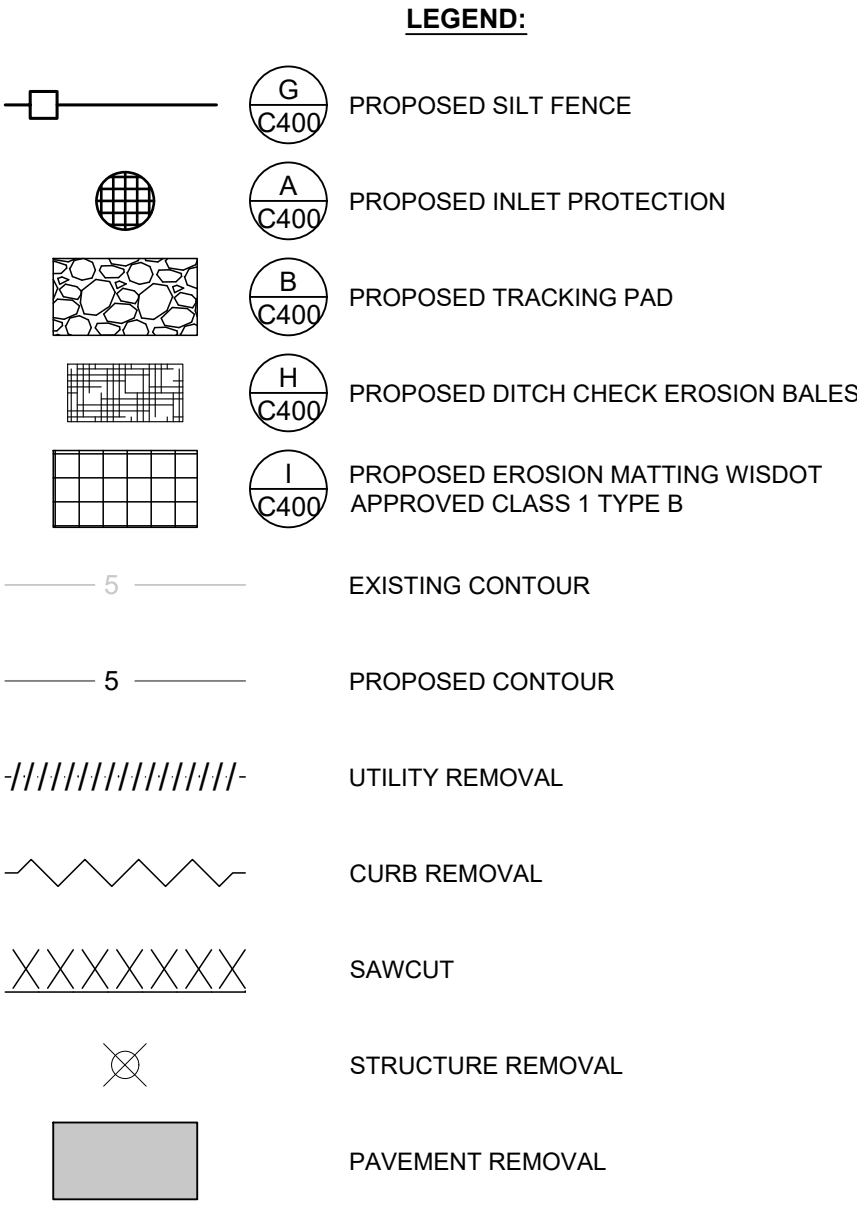 LEGEND:
G
C400
PROPOSED SILT FENCE
A
C400
PROPOSED INLET PROTECTION
B
C400
PROPOSED TRACKING PAD
H
C400
PROPOSED DITCH CHECK EROSION BALES
I
C400
PROPOSED EROSION MATTING WISDOT
APPROVED CLASS 1 TYPE B
5
EXISTING CONTOUR
5
PROPOSED CONTOUR
UTILITY REMOVAL
CURB REMOVAL
SAWCUT
STRUCTURE REMOVAL
PAVEMENT REMOVAL